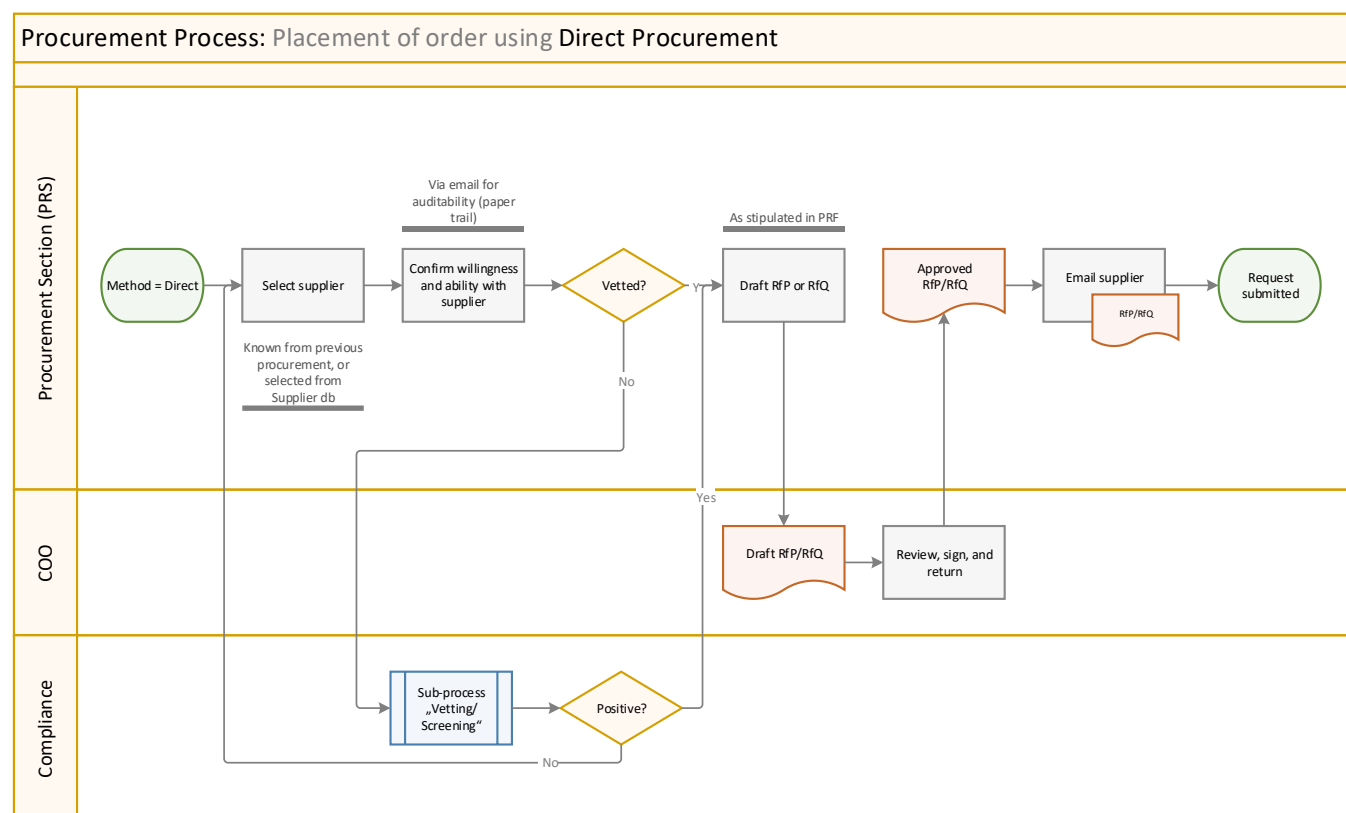 Procurement Process: Placement of order using Direct Procurement
Procurement Section (PRS)
Via email for
auditability (paper
trail)
As stipulated in PRF
Method = Direct
Select supplier
Confirm willingness
and ability with
supplier
Vetted?
Y
Draft RfP or RfQ
Approved
RfP/RfQ
Email supplier
RfP/RfQ
Request
submitted
Known from previous
procurement, or
selected from
Supplier db
No
Yes
COO
Draft RfP/RfQ
Review, sign, and
return
Compliance
Sub-process
„Vetting/
Screening“
Positive?
No